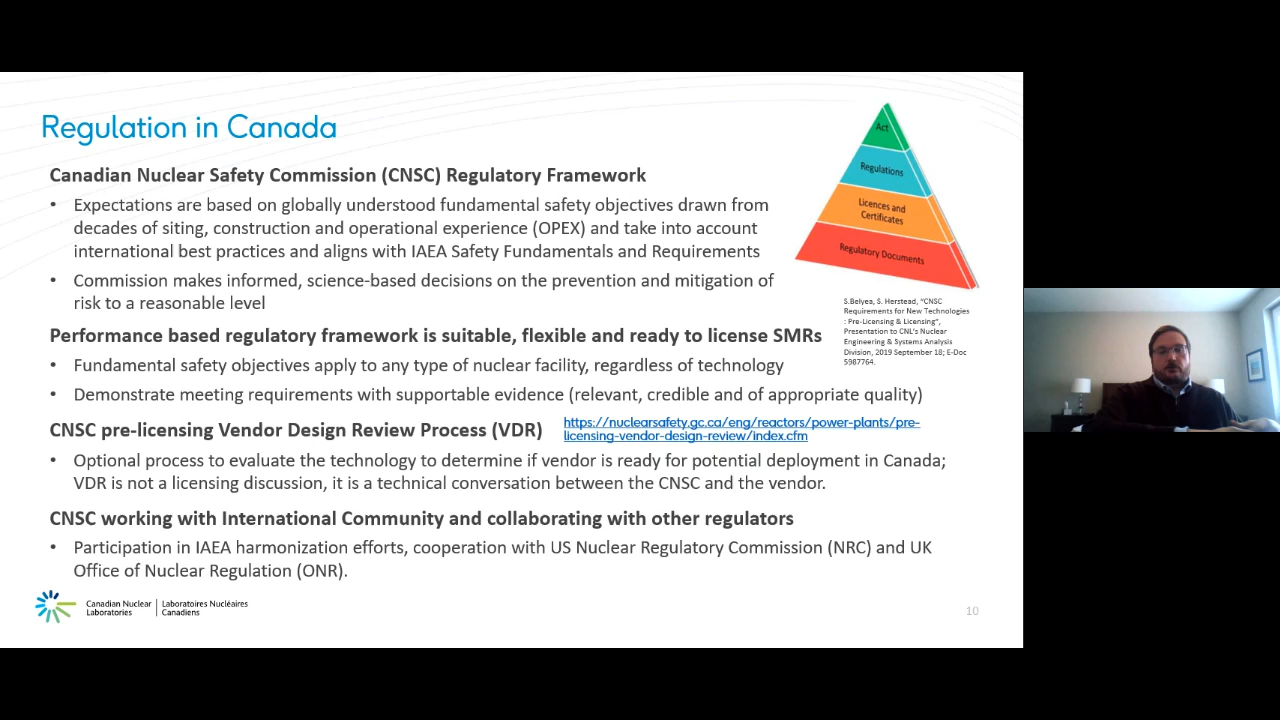 Regulation in Canada
Canadian Nuclear Safety Commission (CNSC) Regulatory Framework
• Expectations are based on globally understood fundamental safety objectives drawn from
decades of siting, construction and operational experience (OPEX) and take into account
international best practices and aligns with IAEA Safety Fundamentals and Requirements
• Commission makes informed, science-based decisions on the prevention and mitigation of
risk to a reasonable level
Performance based regulatory framework is suitable, flexible and ready to license SMRs
• Fundamental safety objectives apply to any type of nuclear facility, regardless of technology
• Demonstrate meeting requirements with supportable evidence (relevant, credible and of appropriate quality)
CNSC pre-licensing Vendor Design Review Process (VDR)
https://nuclearsafety.gc.ca/eng/reactors/power-plants/pre-
licensing-vendor-design-review/index.cfm
• Optional process to evaluate the technology to determine if vendor is ready for potential deployment in Canada;
VDR is not a licensing discussion, it is a technical conversation between the CNSC and the vendor.
CNSC working with International Community and collaborating with other regulators
• Participation in IAEA harmonization efforts, cooperation with US Nuclear Regulatory Commission (NRC) and UK
Office of Nuclear Regulation (ONR).
Act
Regulations
Licences and
Certificates
Regulatory Documents
S.Belyea, S. Herstead, "CNSC
Requirements for New Technologies
: Pre-Licensing & Licensing",
Presentation to CNL's Nuclear
Engineering & Systems Analysis
Division, 2019 September 18; E-Doc
5987764.
Canadian Nuclear
Laboratories
Laboratoires Nucléaires
Canadiens
10